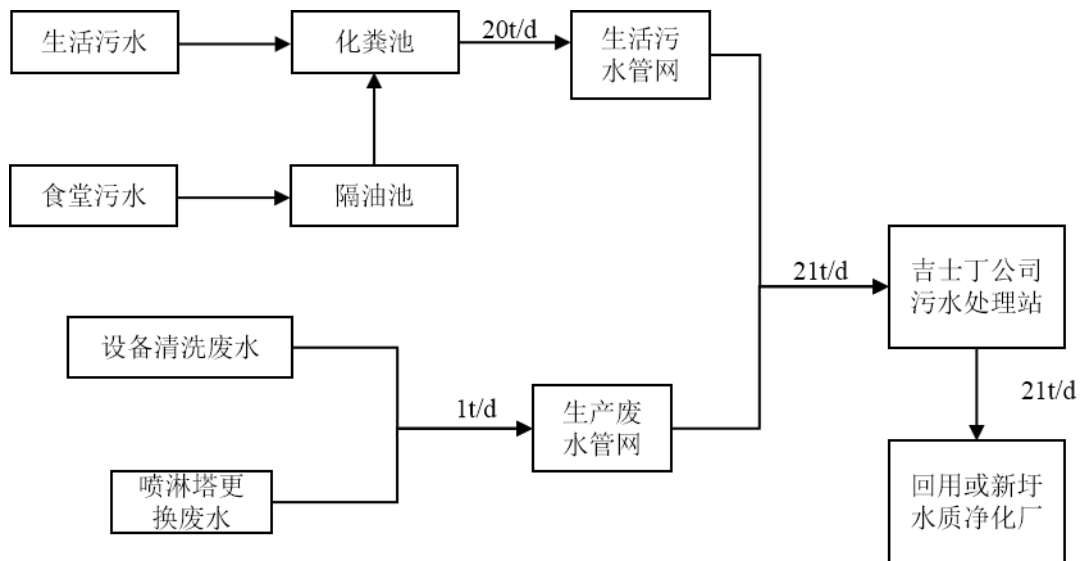 生活污水
化粪池
20t/d
生活污
水管网
食堂污水
隔油池
21t/d
吉士丁公司
污水处理站
设备清洗废水
1t/d
生产废
水管网
21t/d
喷淋塔更
换废水
回用或新圩
水质净化厂